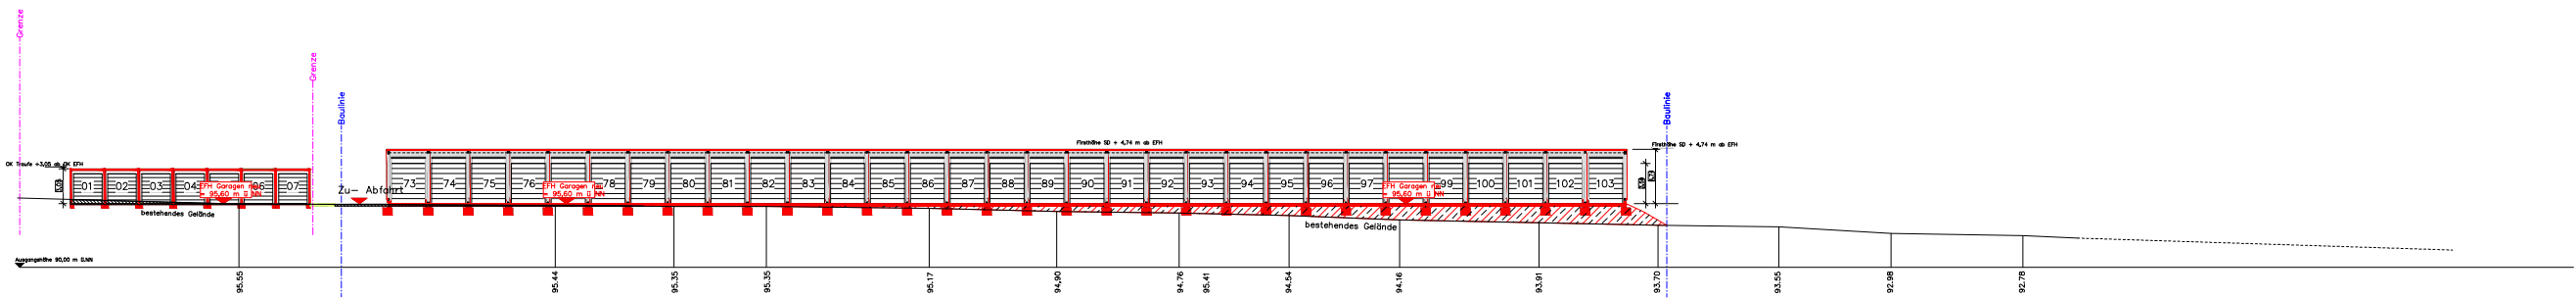 Grenze
Grenze
Baulinie
Baulinie
Firsthöhe SD + 4,74 m ab EFH
Firsthöhe SD + 4,74 m ab EFH
OK Traufe +3,05 ab OK EFH
01 02 03 04 06 07
EFH Garagen
= 95,60 m ü NN
bestehendes Gelände
Zu- Abfahrt
73 74 75 76 78 79 80 81 82 83 84 85 86 87 88 89 90 91 92 93 94 95 96 97 99 100 101 102 103
EFH Garagen
= 95,60 m ü NN
EFH Garagen
= 95,60 m ü NN
bestehendes Gelände
Ausgangshöhe 90,00 m ü.NN
95.55 95.44 95.35 95.35 95.17 94.90 94.76 95.41 94.54 94.16 93.91 93.70 93.55 92.98 92.78